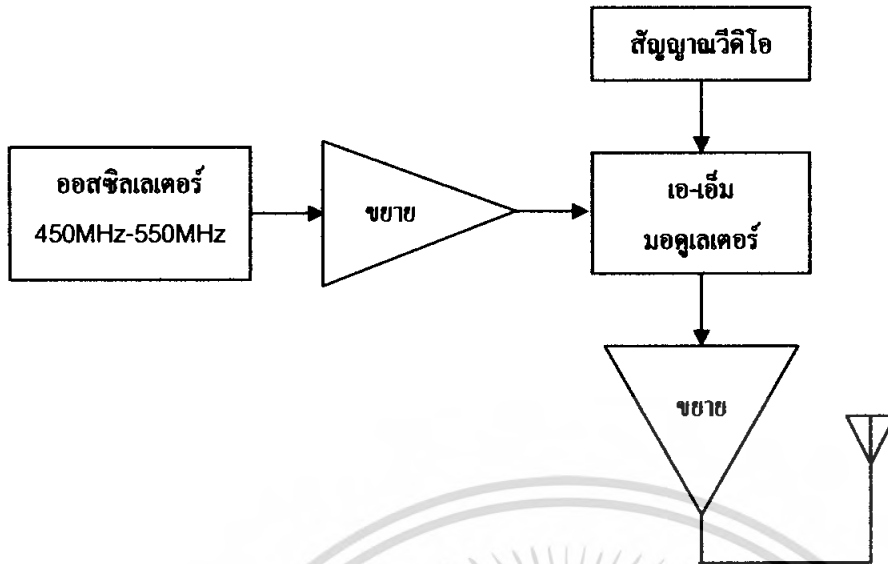 สัญญาณวีดิโอ
ออสซิลเลเตอร์
450MHz-550MHz
ขยาย
เอ-เอ็ม
มอดูเลเตอร์
ขยาย